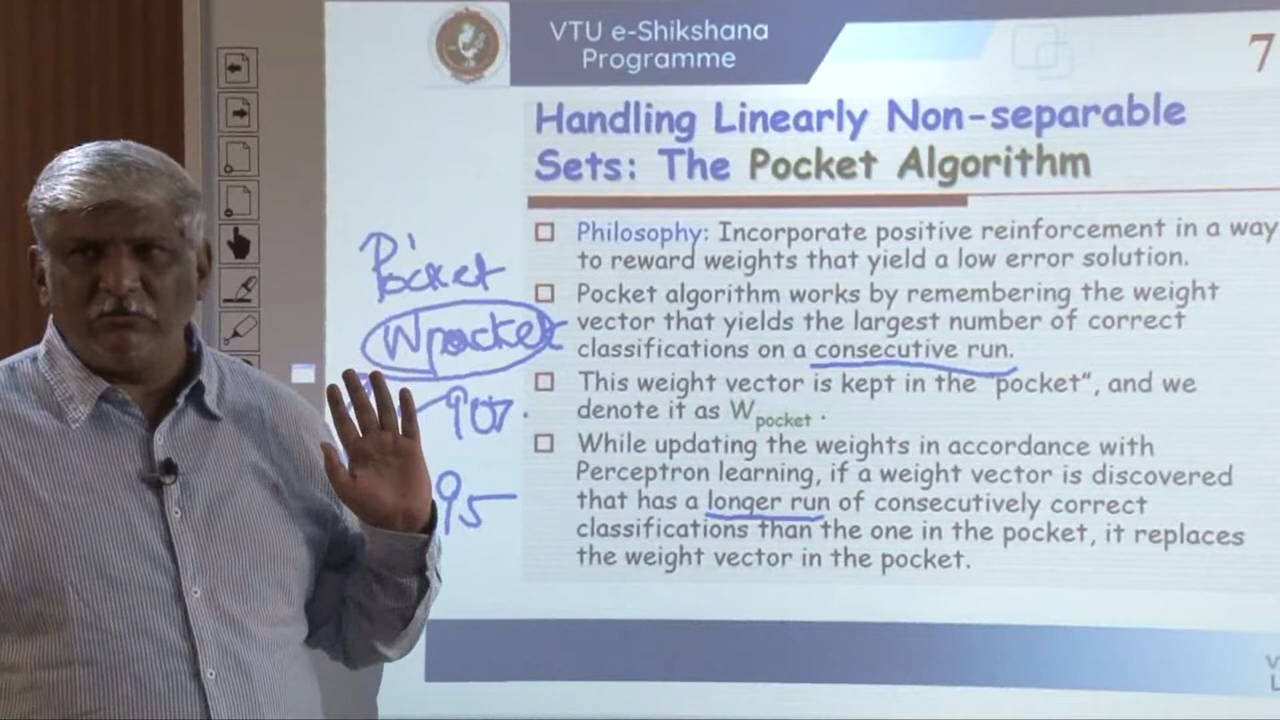 VTU e-Shikshana
Programme
7
Handling Linearly Non-separable
Sets: The Pocket Algorithm
Philosophy: Incorporate positive reinforcement in a way
to reward weights that yield a low error solution.
Pocket algorithm works by remembering the weight
vector that yields the largest number of correct
classifications on a consecutive run.
This weight vector is kept in the "pocket", and we
denote it as Wpocket .
While updating the weights in accordance with
Perceptron learning, if a weight vector is discovered
that has a longer run of consecutively correct
classifications than the one in the pocket, it replaces
the weight vector in the pocket.
Pocket
Wpocket
95